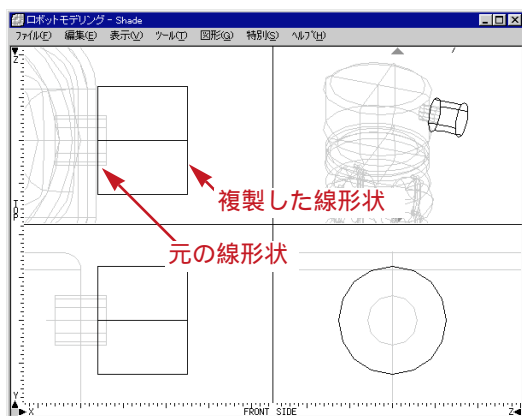 ロボットモデリング - Shade
ファイル(F) 編集(E) 表示(V) ツール(T) 図形(G) 特別(S) ヘルプ(H)
Z
TOP
複製した線形状
元の線形状
Y
X FRONT SIDE Z